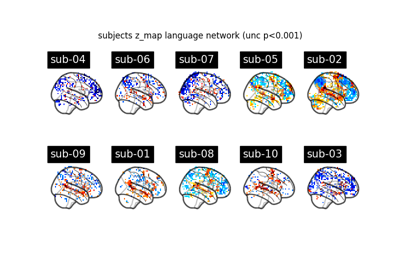 subjects z_map language network (unc p<0.001)
sub-04 sub-06 sub-07 sub-05 sub-02
sub-09 sub-01 sub-08 sub-10 sub-03